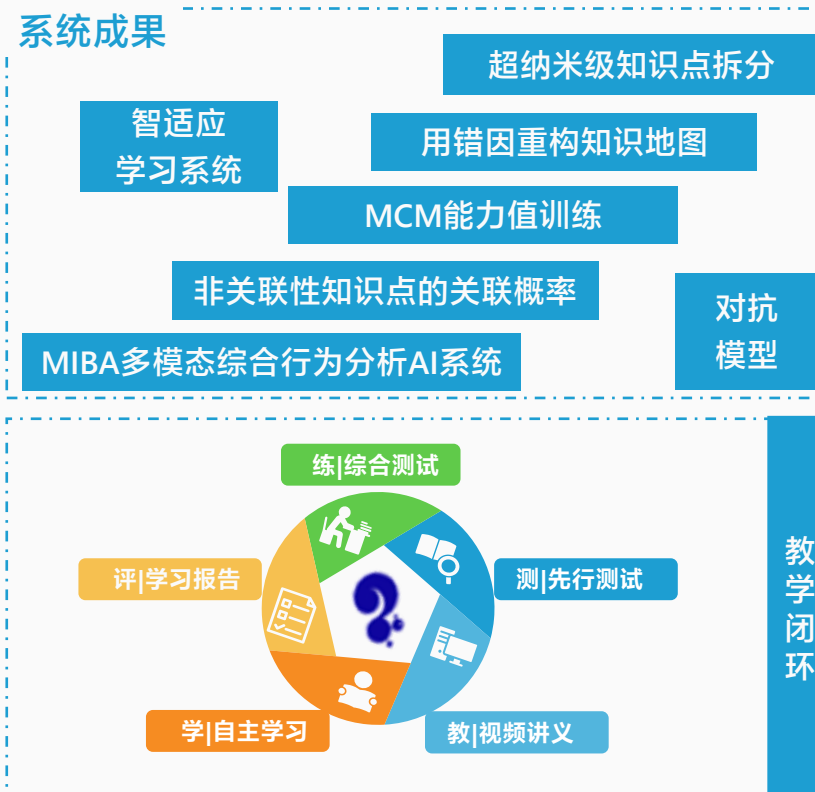 系统成果
超纳米级知识点拆分
智适应
学习系统
用错因重构知识地图
MCM能力值训练
非关联性知识点的关联概率
对抗
模型
MIBA多模态综合行为分析AI系统
练|综合测试
评|学习报告
测|先行测试
学|自主学习
教|视频讲义
教
学
闭
环